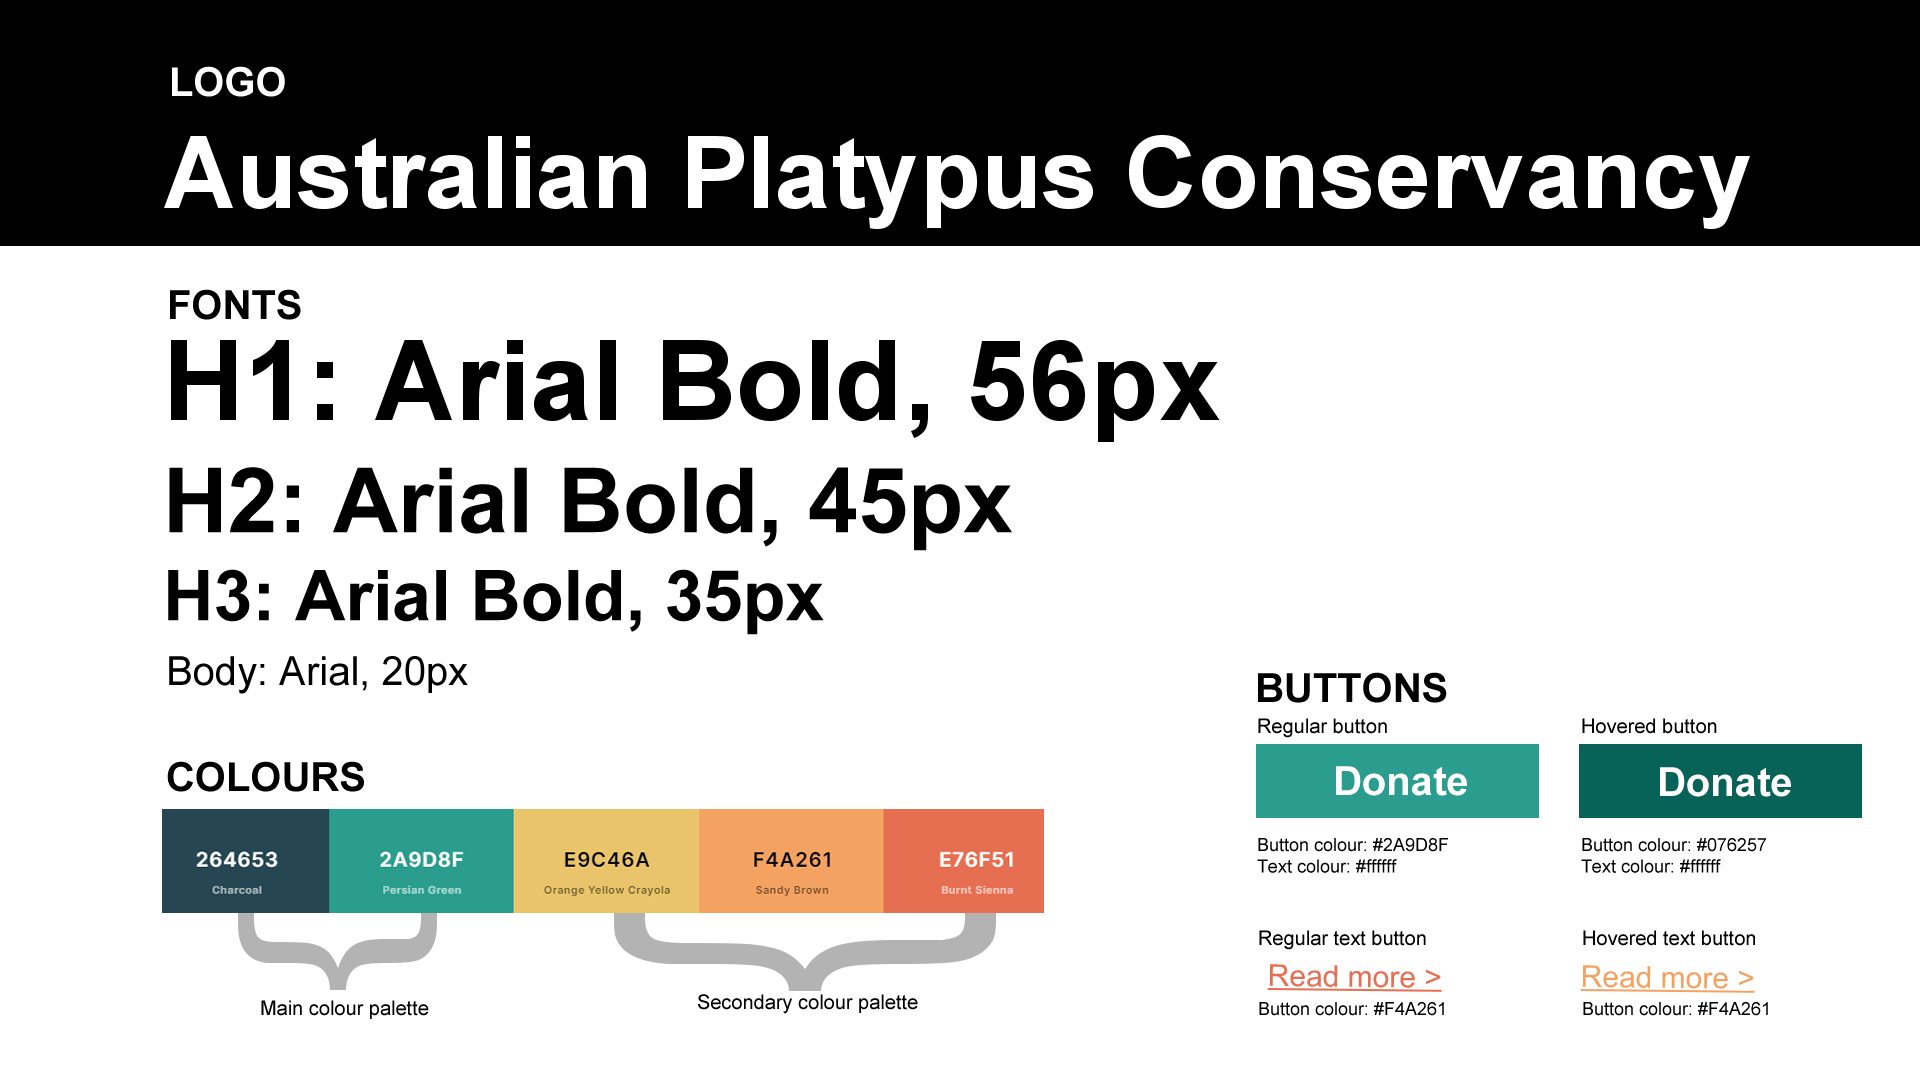 LOGO
Australian Platypus Conservancy
FONTS
H1: Arial Bold, 56px
H2: Arial Bold, 45px
H3: Arial Bold, 35px
Body: Arial, 20px
COLOURS
264653
Charcoal
2A9D8F
Persian Green
E9C46A
Orange Yellow Crayola
F4A261
Sandy Brown
E76F51
Burnt Sienna
Main colour palette
Secondary colour palette
BUTTONS
Regular button
Donate
Button colour: #2A9D8F
Text colour: #ffffff
Hovered button
Donate
Button colour: #076257
Text colour: #ffffff
Regular text button
Read more >
Button colour: #F4A261
Hovered text button
Read more >
Button colour: #F4A261